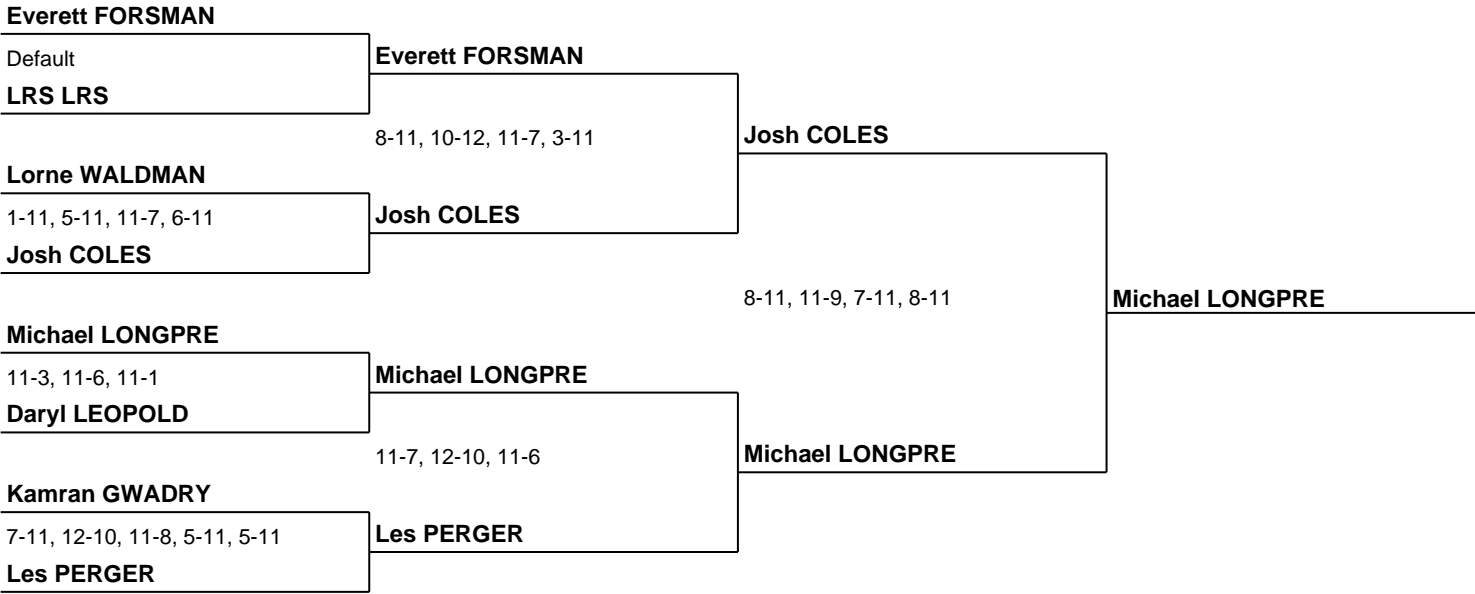 Everett FORSMAN
Default
Everett FORSMAN
LRS LRS
8-11, 10-12, 11-7, 3-11
Josh COLES
Lorne WALDMAN
1-11, 5-11, 11-7, 6-11
Josh COLES
Josh COLES
8-11, 11-9, 7-11, 8-11
Michael LONGPRE
Michael LONGPRE
11-3, 11-6, 11-1
Michael LONGPRE
Daryl LEOPOLD
11-7, 12-10, 11-6
Michael LONGPRE
Kamran GWADRY
7-11, 12-10, 11-8, 5-11, 5-11
Les PERGER
Les PERGER